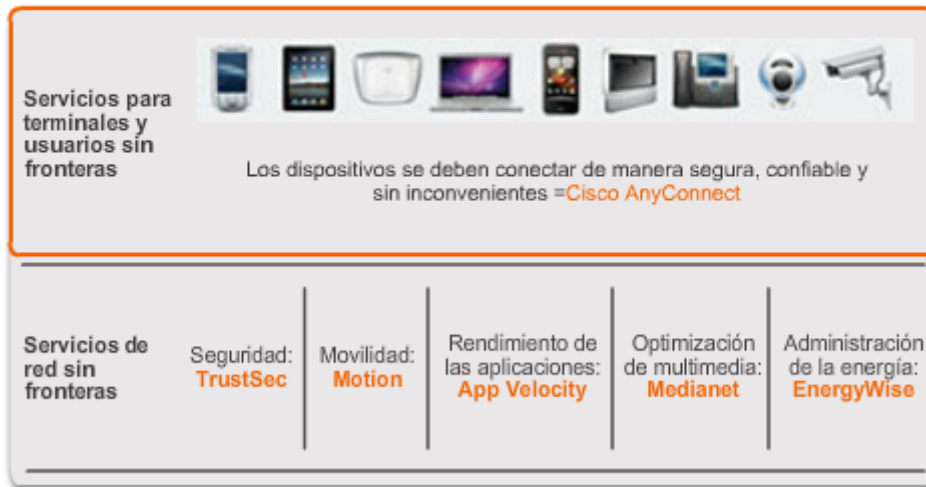 Servicios para
terminales y
usuarios sin
fronteras
Los dispositivos se deben conectar de manera segura, confiable y
sin inconvenientes =Cisco AnyConnect
Servicios de
red sin
fronteras
Seguridad:
TrustSec
Movilidad:
Motion
Rendimiento de
las aplicaciones:
App Velocity
Optimización
de multimedia:
Medianet
Administración
de la energía:
EnergyWise